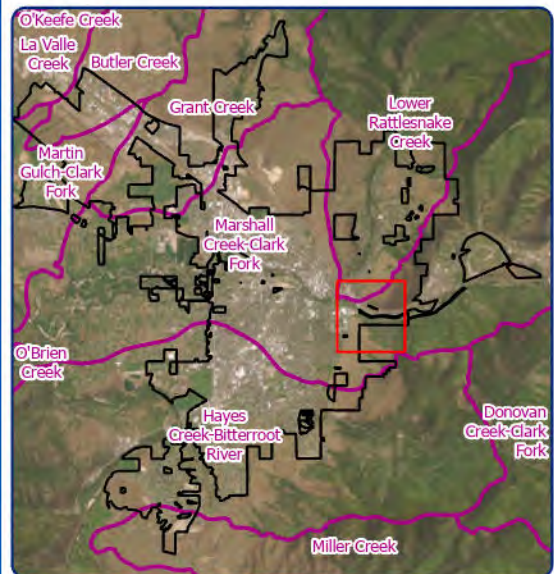 O'Keefe Creek
La Valle
Creek
Butler Creek
Grant Creek
Lower
Rattlesnake
Creek
Martin
Gulch-Clark
Fork
Marshall
Creek-Clark
Fork
O'Brien
Creek
Hayes
Creek-Bitterroot
River
Donovan
Creek-Clark
Fork
Miller Creek